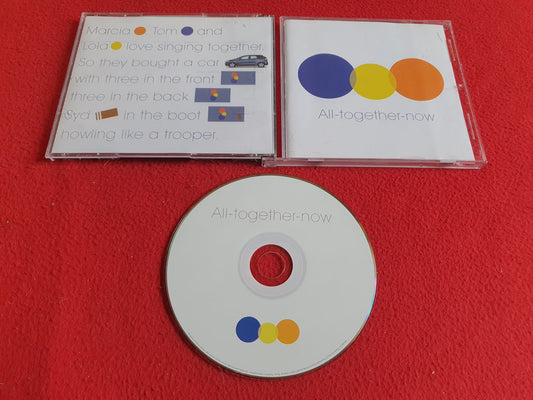 Marcia Tom and
Lola love singing together.
So they bought a car
with three in the front
three in the back
Syd in the boot
howling like a trooper.
All-together-now
All-together-now